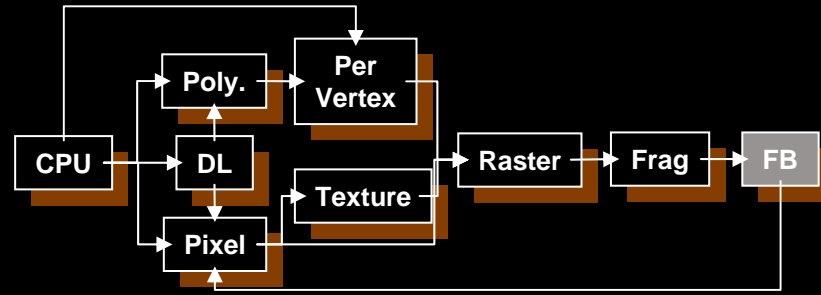 Per
Vertex
Poly.
CPU
DL
Raster
Frag
FB
Texture
Pixel